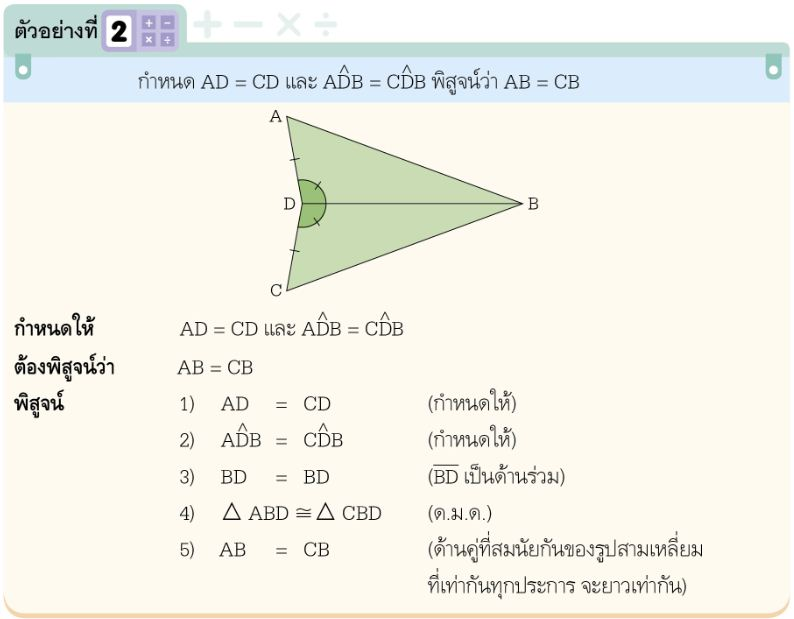 ตัวอย่างที่ 2
กำหนด AD = CD และ AD̂B = CD̂B พิสูจน์ว่า AB = CB
A
D
B
C
กำหนดให้ AD = CD และ AD̂B = CD̂B
ต้องพิสูจน์ว่า AB = CB
พิสูจน์ 1) AD = CD (กำหนดให้)
2) AD̂B = CD̂B (กำหนดให้)
3) BD = BD (B̅D̅ เป็นด้านร่วม)
4) △ ABD ≅ △ CBD (ด.ม.ด.)
5) AB = CB (ด้านคู่ที่สมนัยกันของรูปสามเหลี่ยม
ที่เท่ากันทุกประการ จะยาวเท่ากัน)